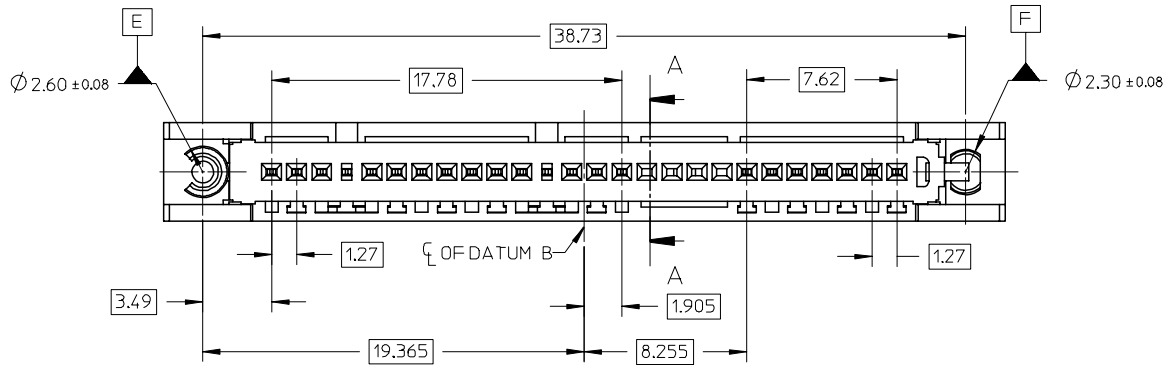 E
F
38.73
A
17.78
7.62
Ø 2.60 ±0.08
Ø 2.30 ±0.08
1.27
℄ OF DATUM B
A
1.27
3.49
1.905
19.365
8.255